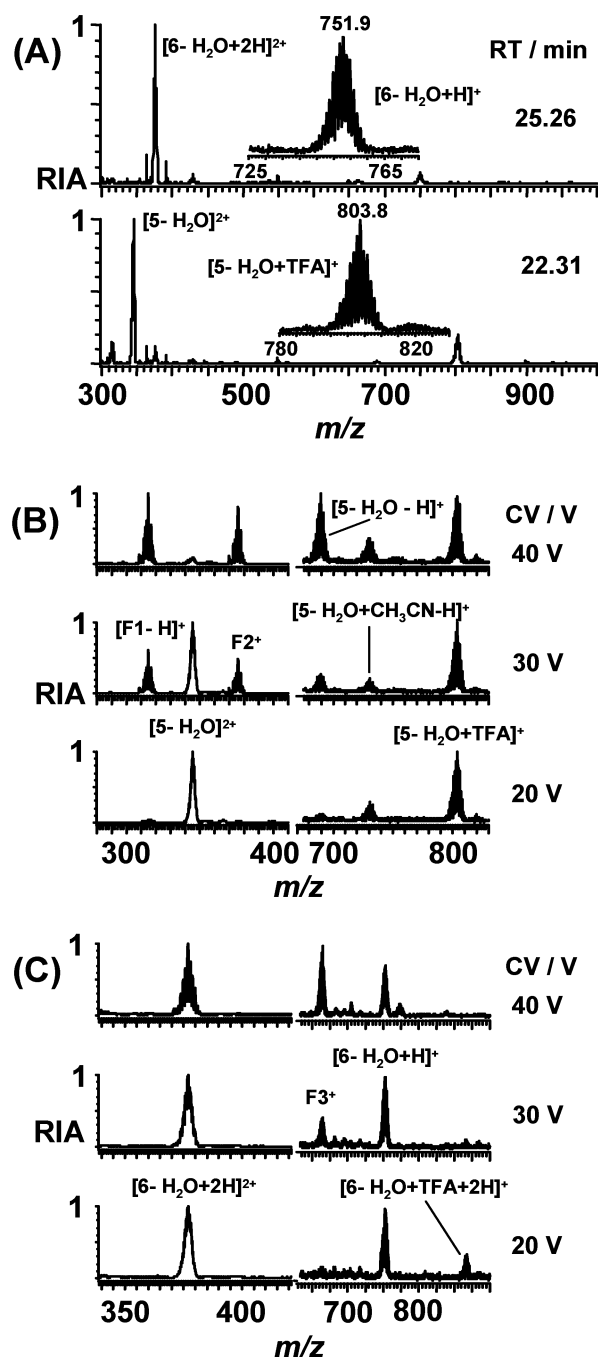 (A)
1
[6- H2O+2H]2+
751.9
[6- H2O+H]+
RT / min
25.26
725
765
RIA
1
[5- H2O]2+
803.8
[5- H2O+TFA]+
22.31
780
820
300
500
700
900
m/z
(B)
1
[5- H2O - H]+
CV / V
40 V
1
[F1- H]+
F2+
[5- H2O+CH3CN-H]+
30 V
RIA
[5- H2O]2+
1
[5- H2O+TFA]+
20 V
300
400
700
800
m/z
(C)
1
CV / V
40 V
1
F3+
[6- H2O+H]+
30 V
RIA
[6- H2O+2H]2+
1
[6- H2O+TFA+2H]+
20 V
350
400
700
800
m/z